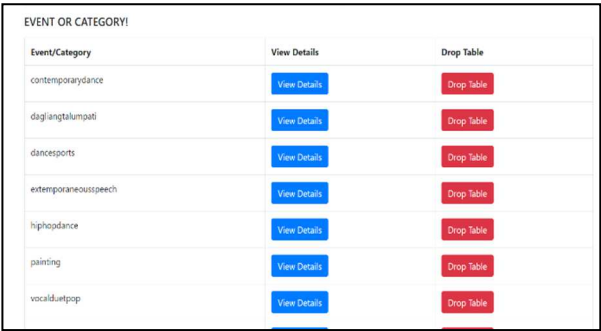 EVENT OR CATEGORY!
Event/Category View Details Drop Table
contemporarydance View Details Drop Table
dagliangtalumpati View Details Drop Table
dancesports View Details Drop Table
extemporaneousspeech View Details Drop Table
hiphopdance View Details Drop Table
painting View Details Drop Table
vocalduetpop View Details Drop Table